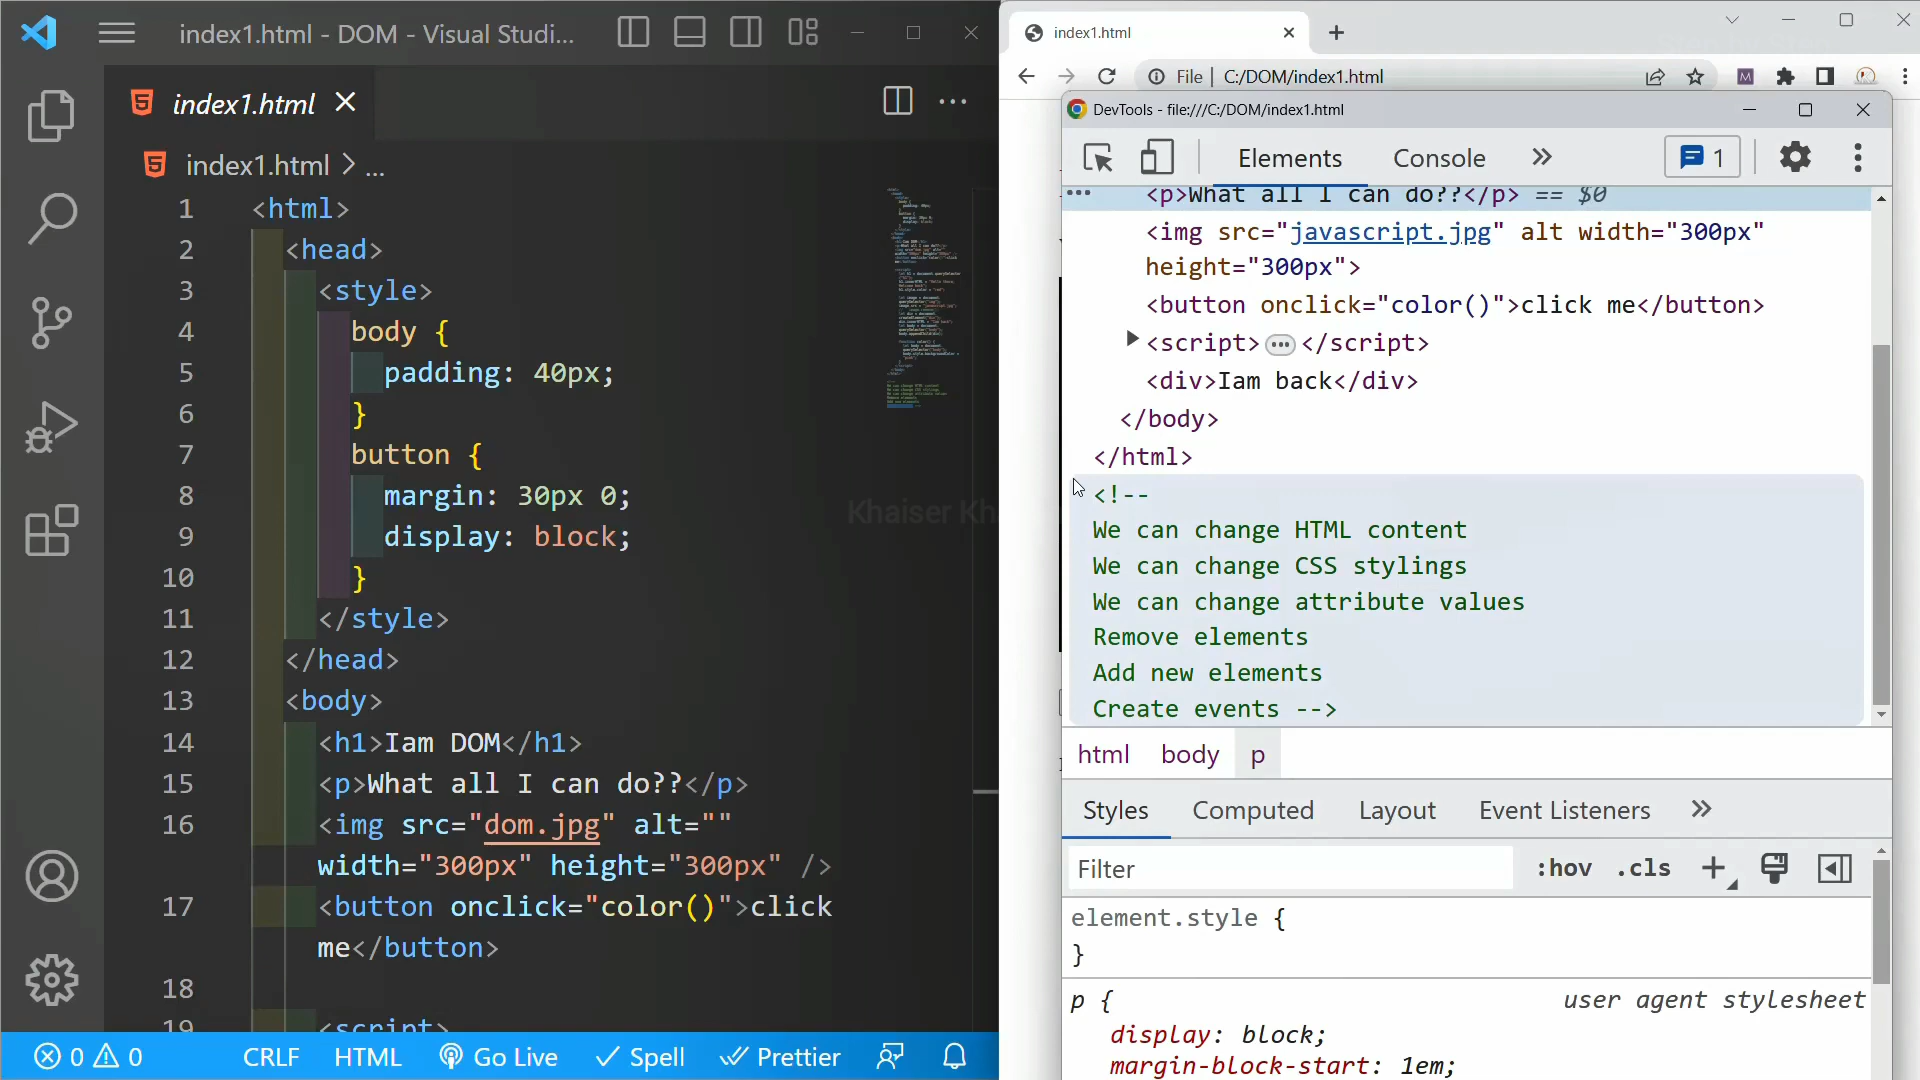 index1.html - DOM - Visual Studi...
index1.html
index1.html > ...
1 <html>
2 <head>
3 <style>
4 body {
5 padding: 40px;
6 }
7 button {
8 margin: 30px 0;
9 display: block;
10 }
11 </style>
12 </head>
13 <body>
14 <h1>Iam DOM</h1>
15 <p>What all I can do??</p>
16 <img src="dom.jpg" alt=""
width="300px" height="300px" />
17 <button onclick="color()">click
me</button>
18
19 <script>
Khaiser Kh
0 0 CRLF HTML Go Live Spell Prettier
index1.html
File | C:/DOM/index1.html
DevTools - file:///C:/DOM/index1.html
Elements Console 1
<p>What all I can do??</p> == $0
<img src="javascript.jpg" alt width="300px"
height="300px">
<button onclick="color()">click me</button>
<script>…</script>
<div>Iam back</div>
</body>
</html>
<!--
We can change HTML content
We can change CSS stylings
We can change attribute values
Remove elements
Add new elements
Create events -->
html body p
Styles Computed Layout Event Listeners
Filter :hov .cls
element.style {
}
p { user agent stylesheet
display: block;
margin-block-start: 1em;